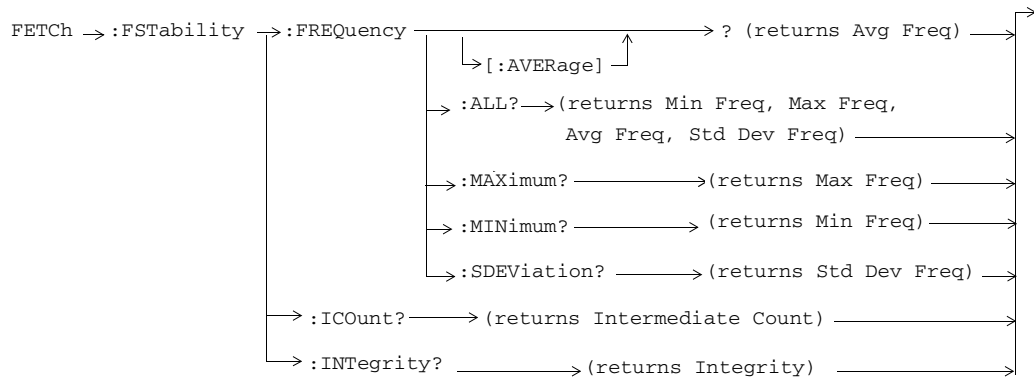 FETCh :FSTability :FREQuency ? (returns Avg Freq)
[:AVERage]
:ALL? (returns Min Freq, Max Freq,
Avg Freq, Std Dev Freq)
:MAXimum? (returns Max Freq)
:MINimum? (returns Min Freq)
:SDEViation? (returns Std Dev Freq)
:ICOunt? (returns Intermediate Count)
:INTegrity? (returns Integrity)